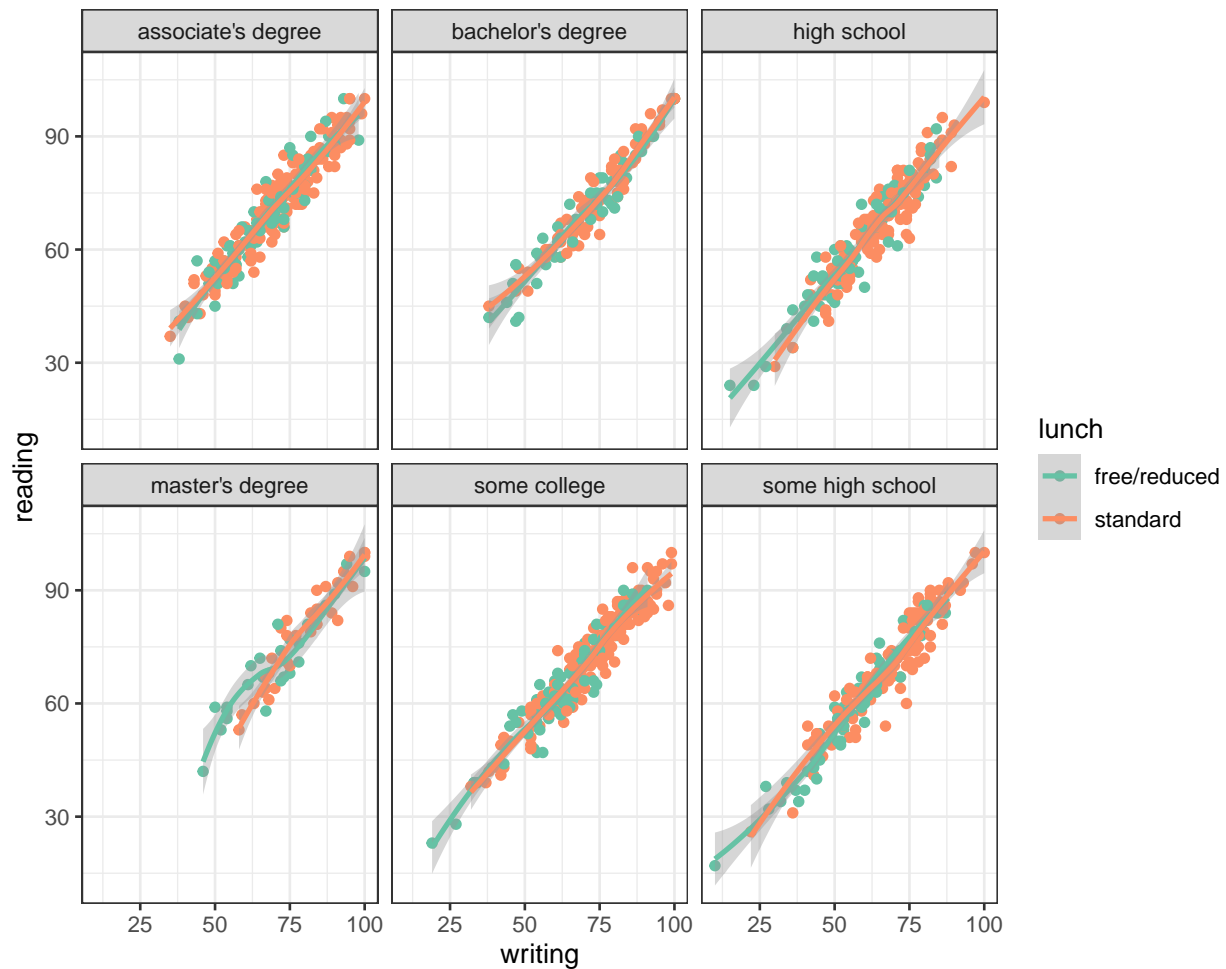 associate's degree bachelor's degree high school
90
60
30
master's degree some college some high school
90
60
30
25 50 75 100 25 50 75 100 25 50 75 100
writing
reading
lunch
free/reduced
standard